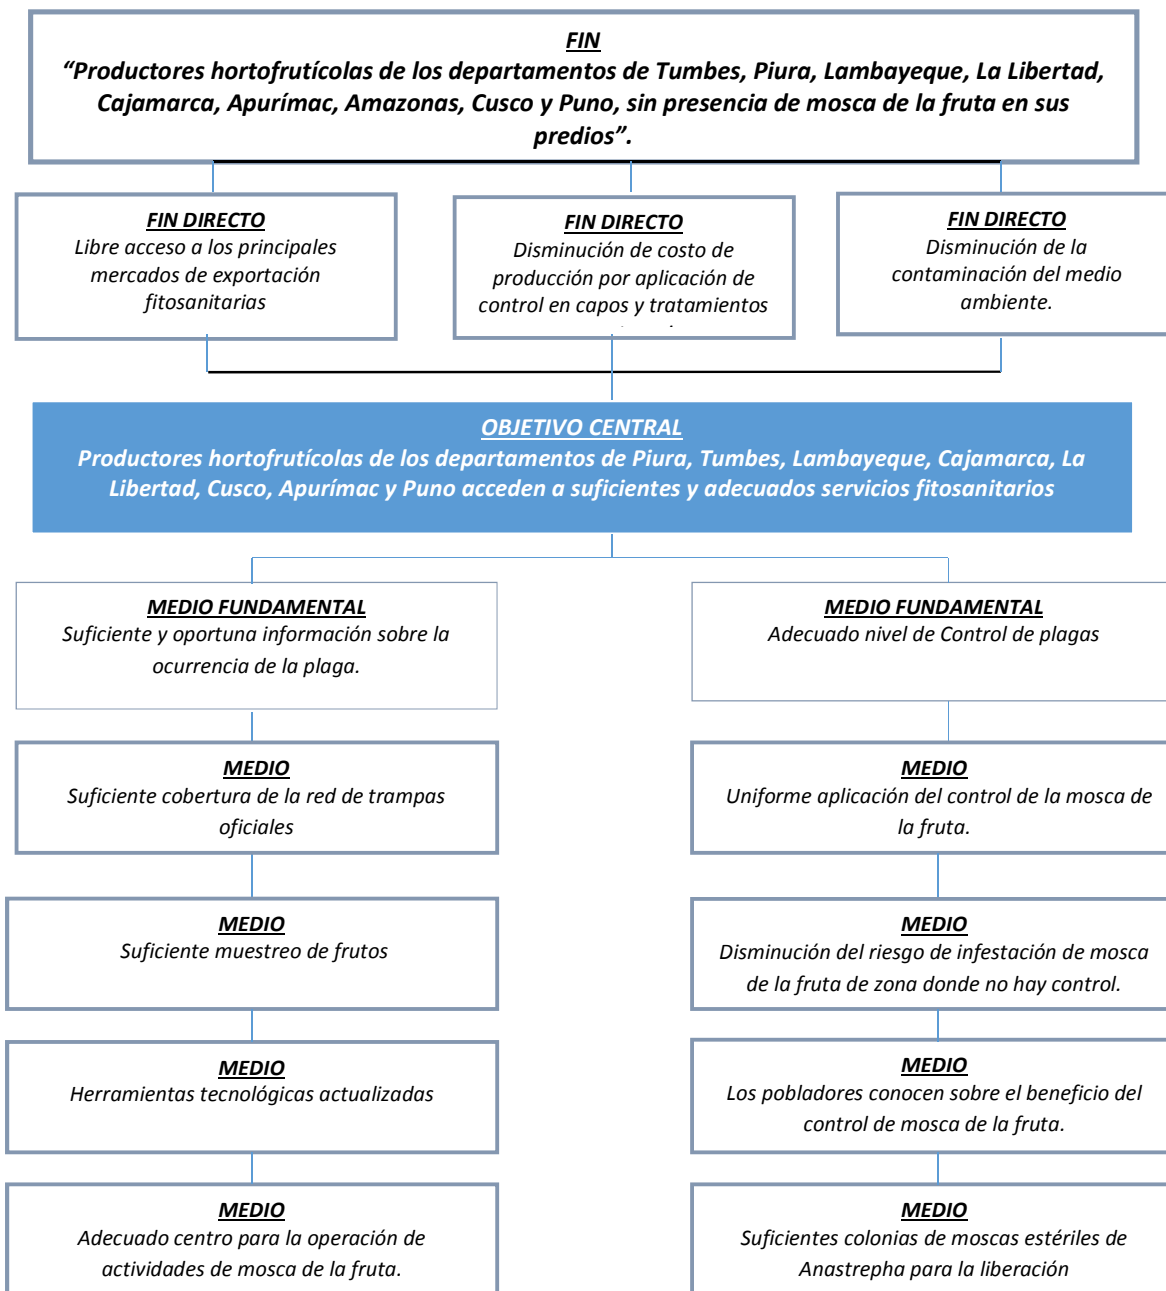 FIN
“Productores hortofrutícolas de los departamentos de Tumbes, Piura, Lambayeque, La Libertad,
Cajamarca, Apurímac, Amazonas, Cusco y Puno, sin presencia de mosca de la fruta en sus
predios”.
FIN DIRECTO
Libre acceso a los principales
mercados de exportación
fitosanitarias
FIN DIRECTO
Disminución de costo de
producción por aplicación de
control en capos y tratamientos
FIN DIRECTO
Disminución de la
contaminación del medio
ambiente.
OBJETIVO CENTRAL
Productores hortofrutícolas de los departamentos de Piura, Tumbes, Lambayeque, Cajamarca, La
Libertad, Cusco, Apurímac y Puno acceden a suficientes y adecuados servicios fitosanitarios
MEDIO FUNDAMENTAL
Suficiente y oportuna información sobre la
ocurrencia de la plaga.
MEDIO FUNDAMENTAL
Adecuado nivel de Control de plagas
MEDIO
Suficiente cobertura de la red de trampas
oficiales
MEDIO
Uniforme aplicación del control de la mosca de
la fruta.
MEDIO
Suficiente muestreo de frutos
MEDIO
Disminución del riesgo de infestación de mosca
de la fruta de zona donde no hay control.
MEDIO
Herramientas tecnológicas actualizadas
MEDIO
Los pobladores conocen sobre el beneficio del
control de mosca de la fruta.
MEDIO
Adecuado centro para la operación de
actividades de mosca de la fruta.
MEDIO
Suficientes colonias de moscas estériles de
Anastrepha para la liberación